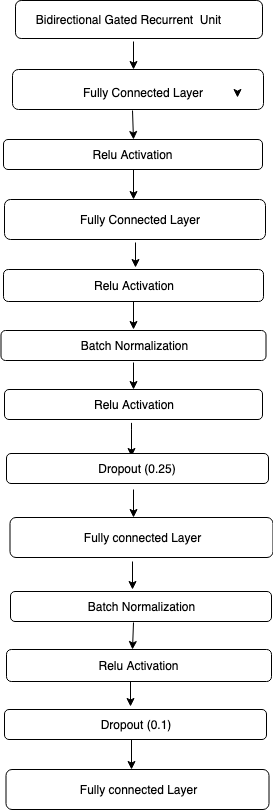 Bidirectional Gated Recurrent Unit
Fully Connected Layer
Relu Activation
Fully Connected Layer
Relu Activation
Batch Normalization
Relu Activation
Dropout (0.25)
Fully connected Layer
Batch Normalization
Relu Activation
Dropout (0.1)
Fully connected Layer